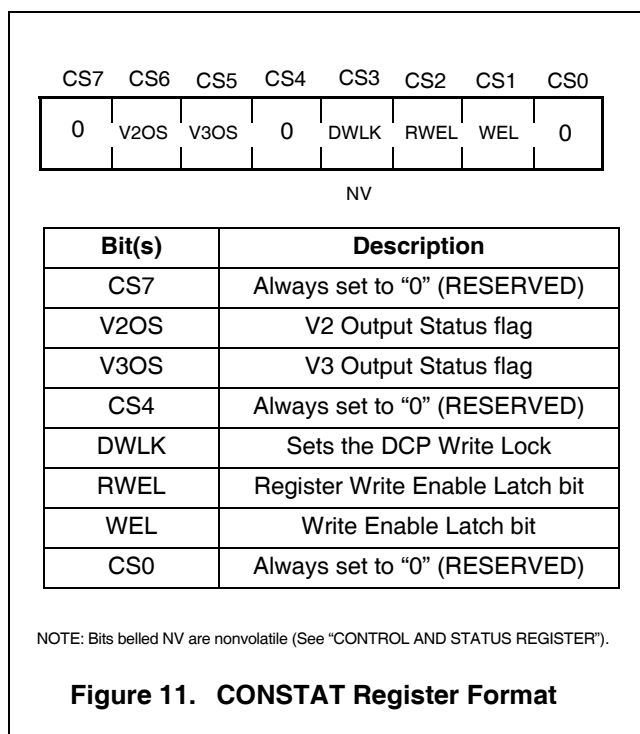 CS7 CS6 CS5 CS4 CS3 CS2 CS1 CS0
0 V2OS V3OS 0 DWLK RWEL WEL 0
NV
Bit(s) Description
CS7 Always set to “0” (RESERVED)
V2OS V2 Output Status flag
V3OS V3 Output Status flag
CS4 Always set to “0” (RESERVED)
DWLK Sets the DCP Write Lock
RWEL Register Write Enable Latch bit
WEL Write Enable Latch bit
CS0 Always set to “0” (RESERVED)
NOTE: Bits belled NV are nonvolatile (See “CONTROL AND STATUS REGISTER”).
Figure 11. CONSTAT Register Format